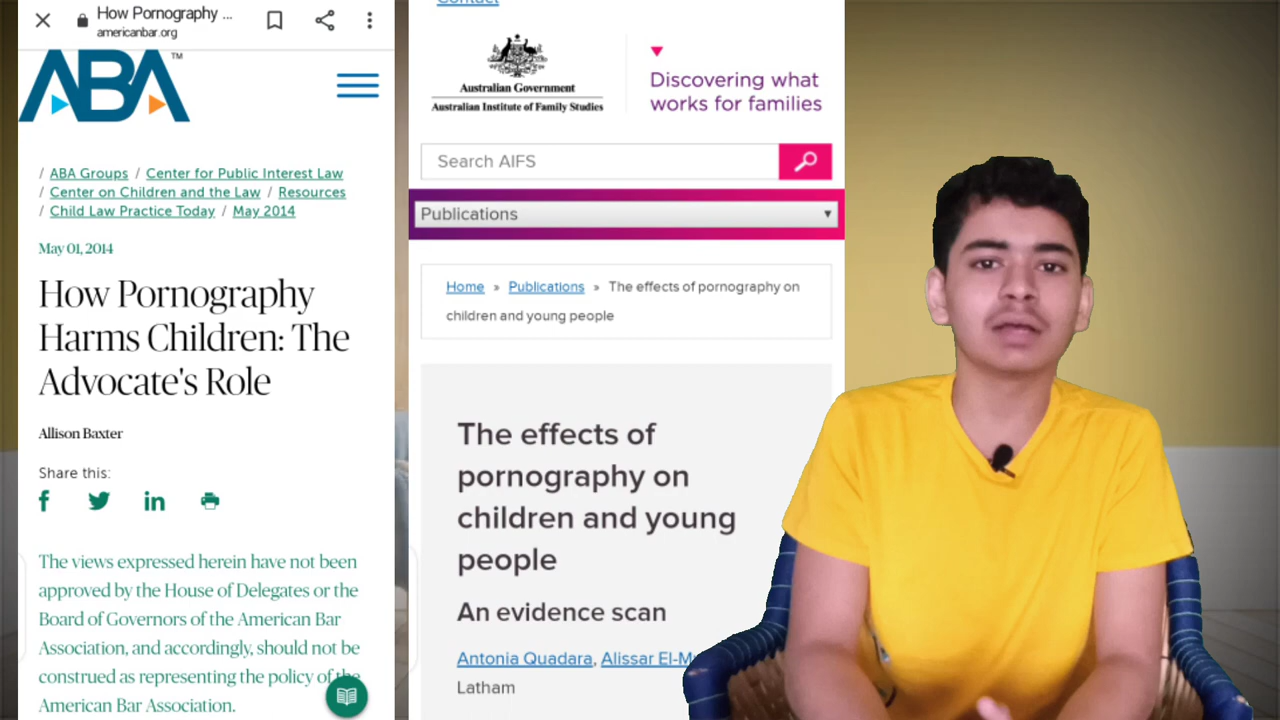 How Pornography ...
americanbar.org
ABA™
/ ABA Groups / Center for Public Interest Law
/ Center on Children and the Law / Resources
/ Child Law Practice Today / May 2014
May 01, 2014
How Pornography
Harms Children: The
Advocate's Role
Allison Baxter
Share this:
The views expressed herein have not been
approved by the House of Delegates or the
Board of Governors of the American Bar
Association, and accordingly, should not be
construed as representing the policy of the
American Bar Association.
Contact
Australian Government
Australian Institute of Family Studies
Discovering what
works for families
Search AIFS
Publications
Home » Publications » The effects of pornography on
children and young people
The effects of
pornography on
children and young
people
An evidence scan
Antonia Quadara, Alissar
Latham